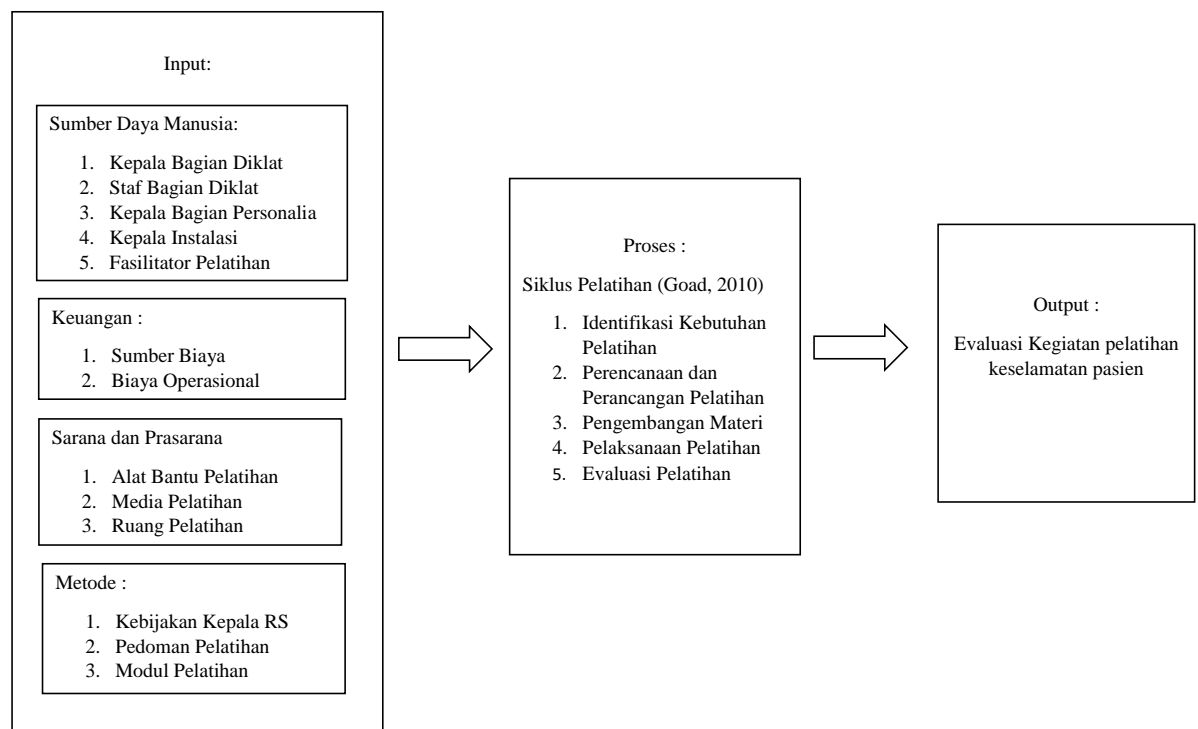 Input:
Sumber Daya Manusia:
1. Kepala Bagian Diklat
2. Staf Bagian Diklat
3. Kepala Bagian Personalia
4. Kepala Instalasi
5. Fasilitator Pelatihan
Keuangan :
1. Sumber Biaya
2. Biaya Operasional
Sarana dan Prasarana
1. Alat Bantu Pelatihan
2. Media Pelatihan
3. Ruang Pelatihan
Metode :
1. Kebijakan Kepala RS
2. Pedoman Pelatihan
3. Modul Pelatihan
Proses :
Siklus Pelatihan (Goad, 2010)
1. Identifikasi Kebutuhan
Pelatihan
2. Perencanaan dan
Perancangan Pelatihan
3. Pengembangan Materi
4. Pelaksanaan Pelatihan
5. Evaluasi Pelatihan
Output :
Evaluasi Kegiatan pelatihan
keselamatan pasien